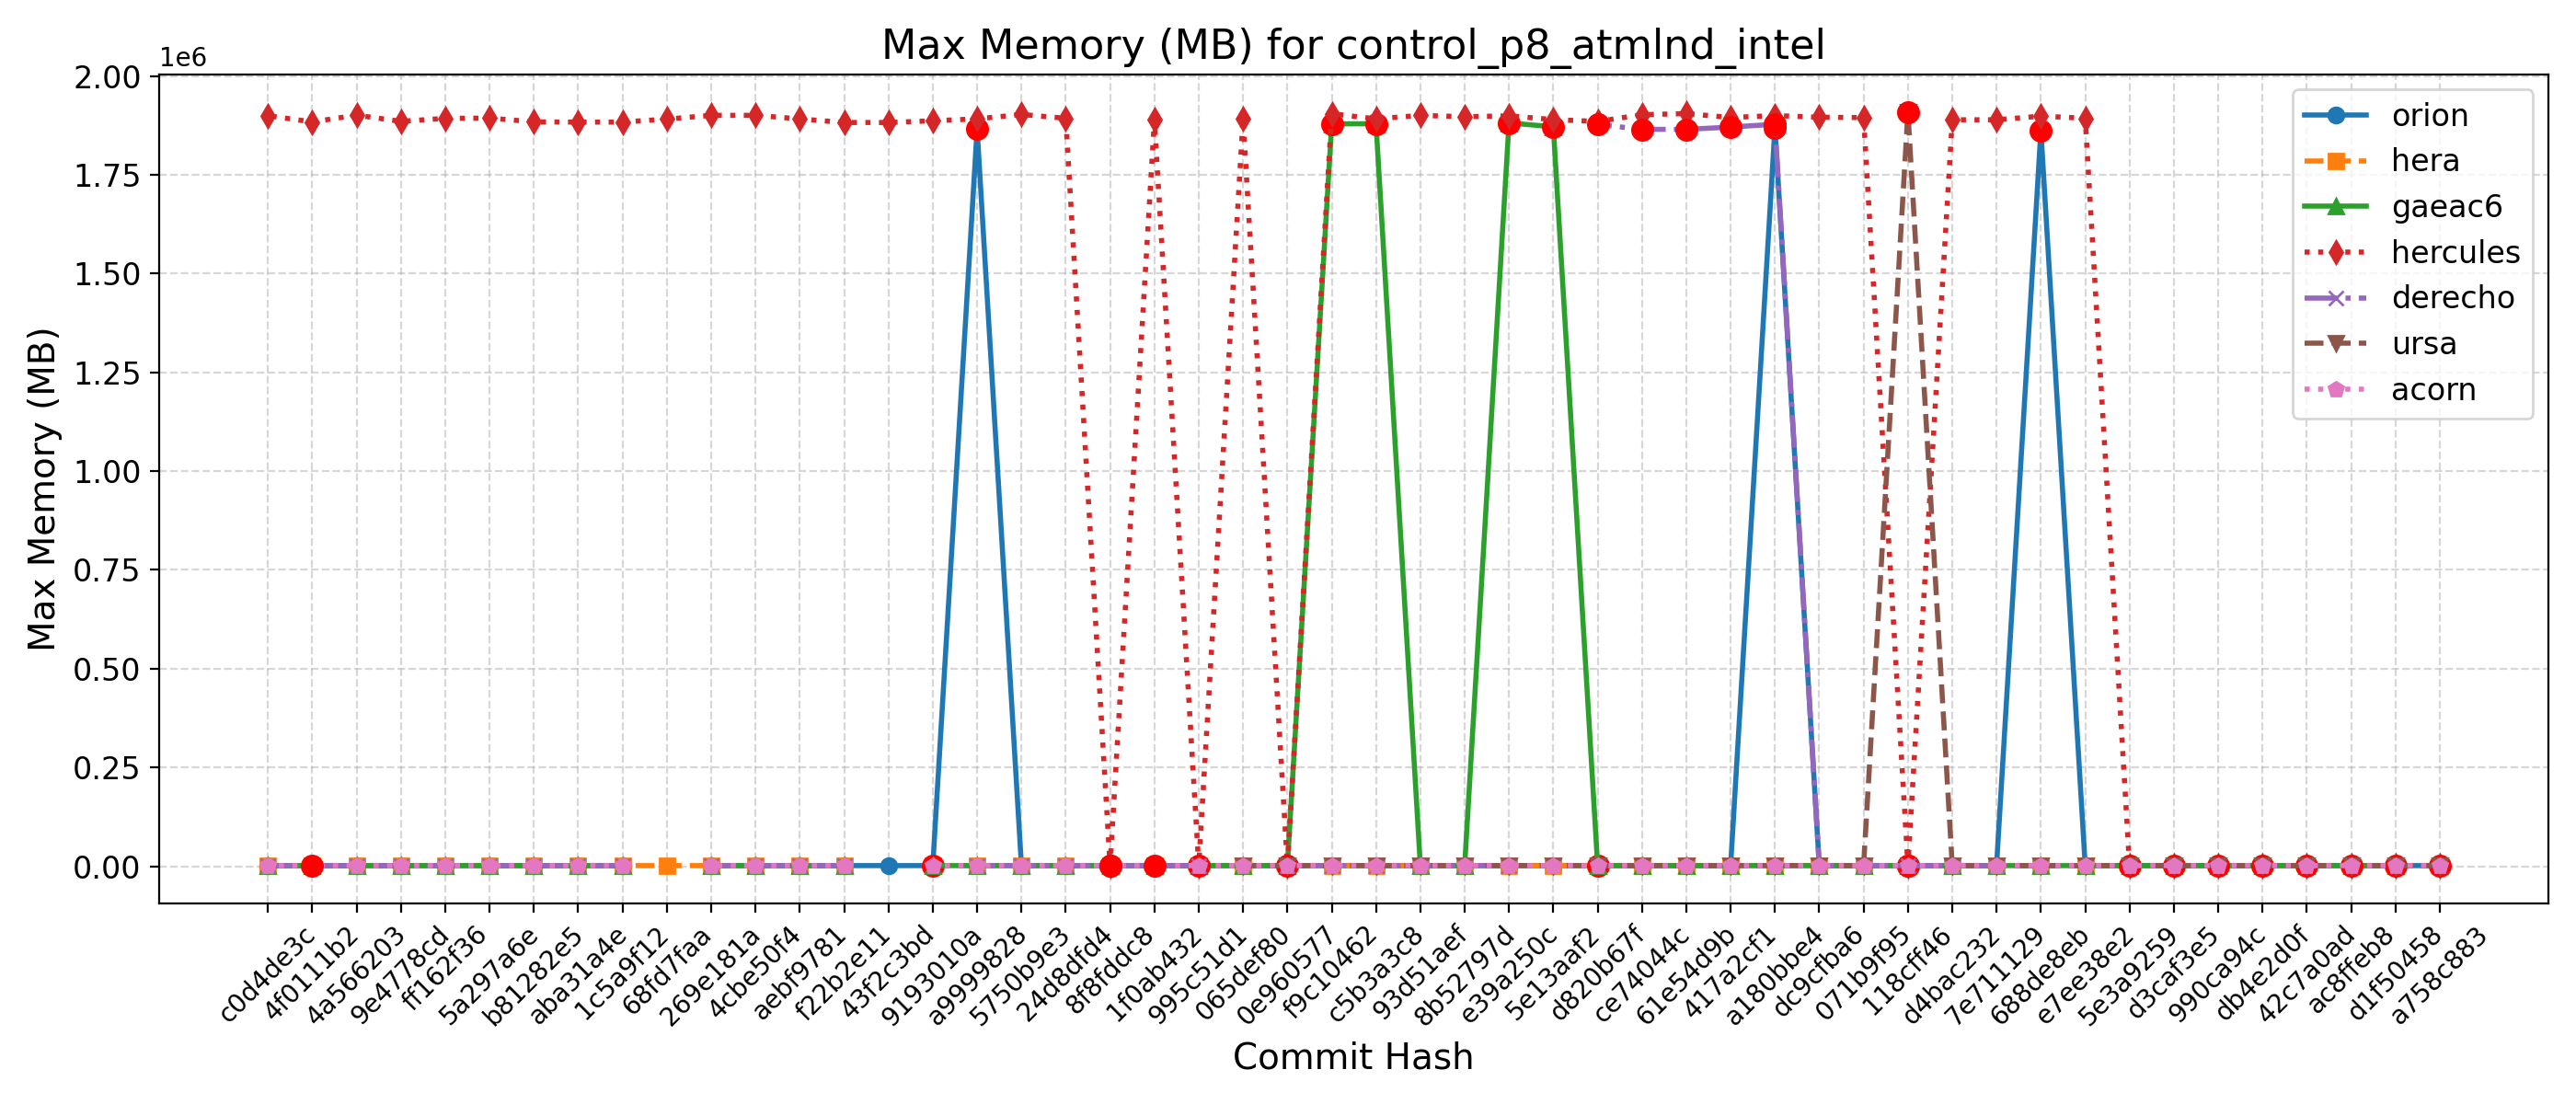 Max Memory (MB) for control_p8_atmlnd_intel
1e6
2.00
1.75
1.50
1.25
1.00
0.75
0.50
0.25
0.00
Max Memory (MB)
orion
hera
gaeac6
hercules
derecho
ursa
acorn
c0d4de3c
4f0111b2
4a566203
9e4778cd
ff162f36
5a297a6e
b81282e5
aba31a4e
1c5a9f12
68fd7faa
269e181a
4cbe50f4
aebf9781
f22b2e11
43f2c3bd
9193010a
a9999828
5750b9e3
24d8dfd4
8f8fddc8
1f0ab432
995c51d1
065def80
0e960577
f9c10462
c5b3a3c8
93d51aef
8b52797d
e39a250c
5e13aaf2
d820b67f
ce74044c
61e54d9b
417a2cf1
a180bbe4
dc9cfba6
071b9f95
118cff46
d4bac232
7e711129
688de8eb
e7ee38e2
5e3a9259
d3caf3e5
990ca94c
db4e2d0f
42c7a0ad
ac8ffeb8
d1f50458
a758c883
Commit Hash